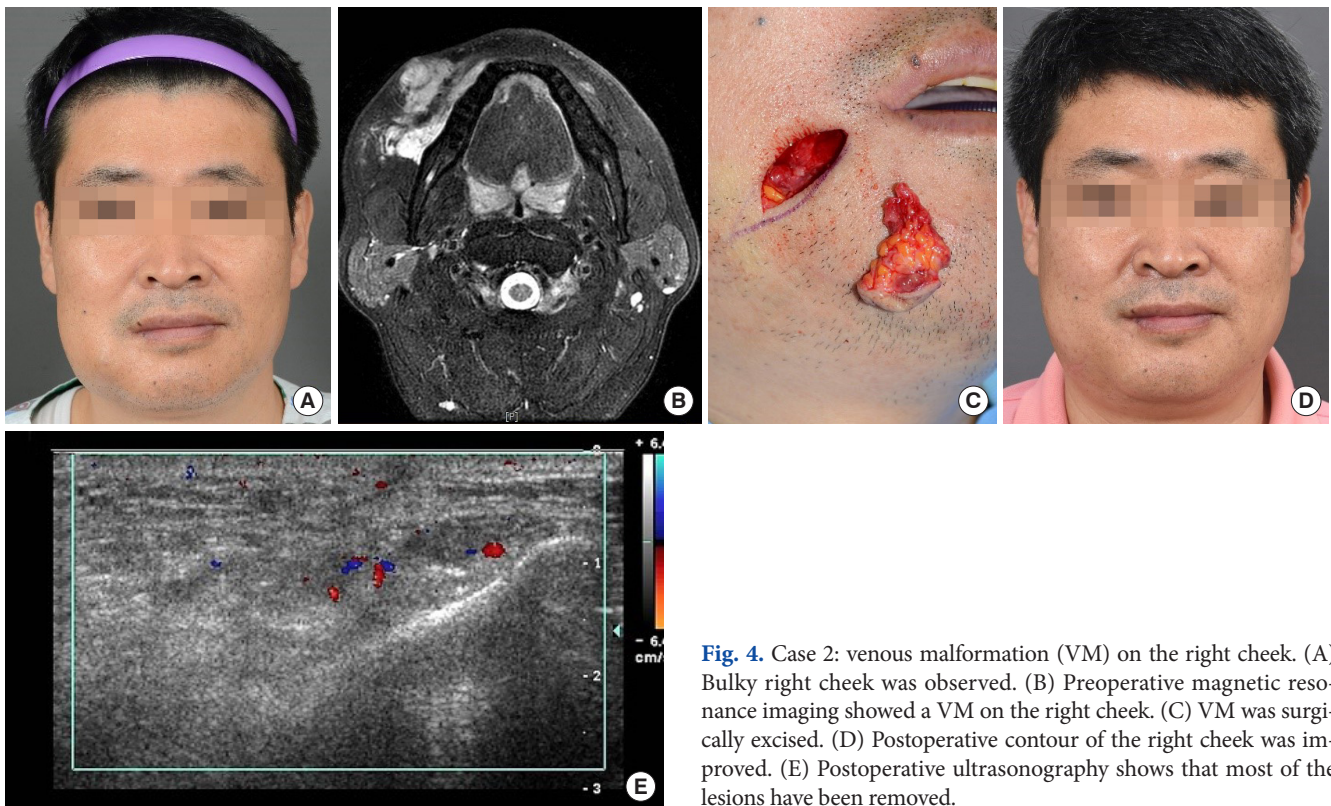 A
B
[P]
C
D
+ 6.
0
- 1
- 6.
cm/s
- 2
- 3
E
Fig. 4. Case 2: venous malformation (VM) on the right cheek. (A)
Bulky right cheek was observed. (B) Preoperative magnetic reso-
nance imaging showed a VM on the right cheek. (C) VM was surgi-
cally excised. (D) Postoperative contour of the right cheek was im-
proved. (E) Postoperative ultrasonography shows that most of the
lesions have been removed.